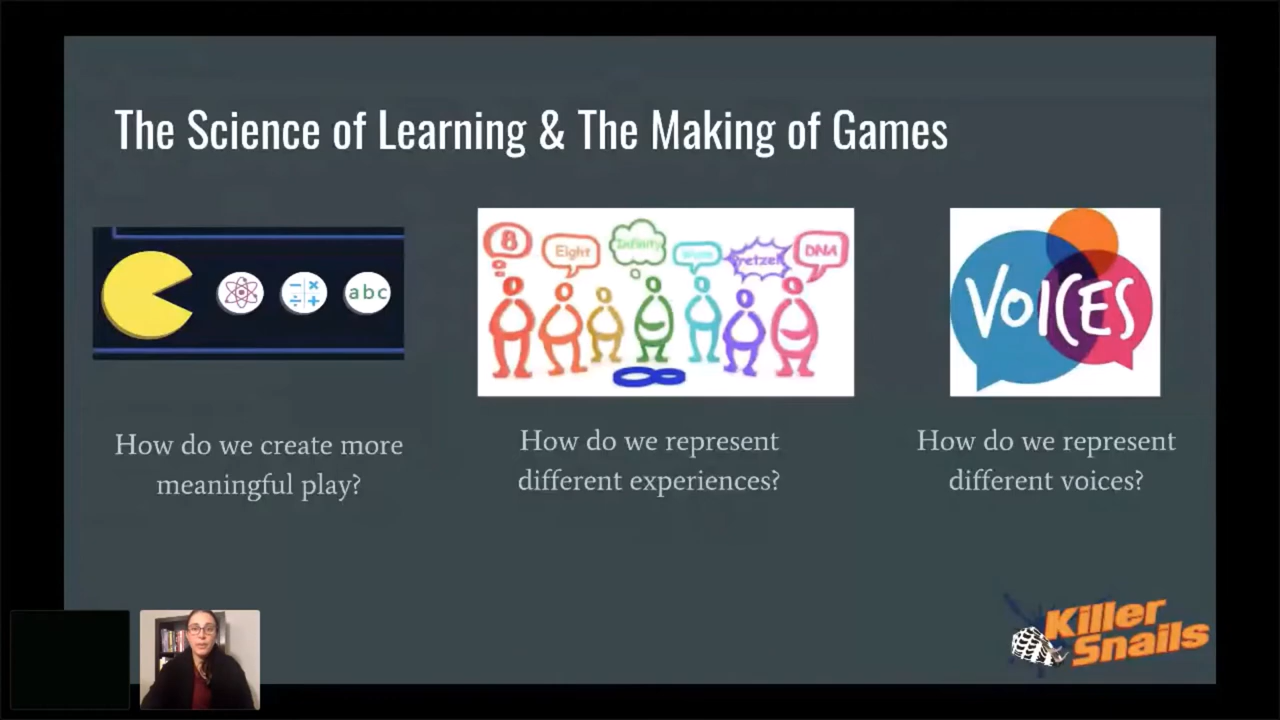 The Science of Learning & The Making of Games
a b c
8
Eight
Infinity
Pretzel
DNA
VOICES
How do we create more
meaningful play?
How do we represent
different experiences?
How do we represent
different voices?
Killer
Snails